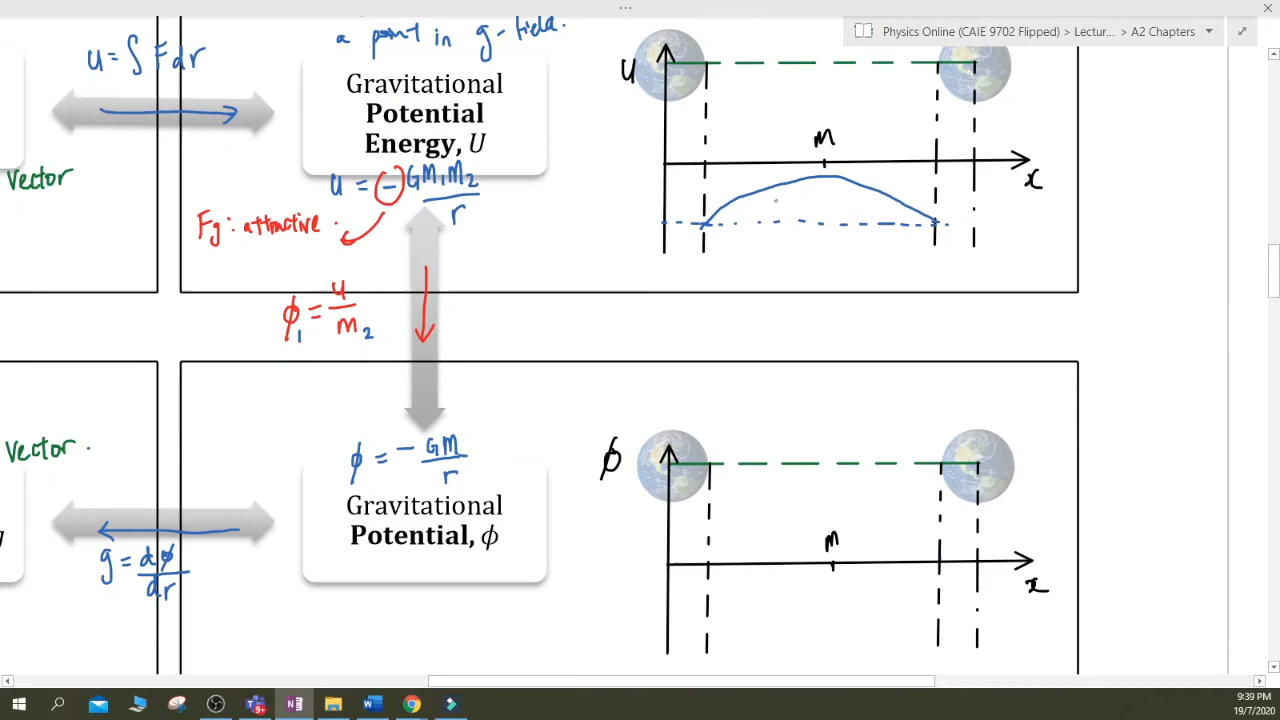 Physics Online (CAIE 9702 Flipped) > Lectur... > A2 Chapters
a point in g-field.
u = ∫ F dr
Gravitational
Potential
Energy, U
vector
u = - GM₁M₂
r
Fg : attractive
ϕ₁ = u
m₂
u
M
x
vector
ϕ = - GM
r
Gravitational
Potential, ϕ
g = dϕ
dr
ϕ
M
x
9:39 PM
19/7/2020